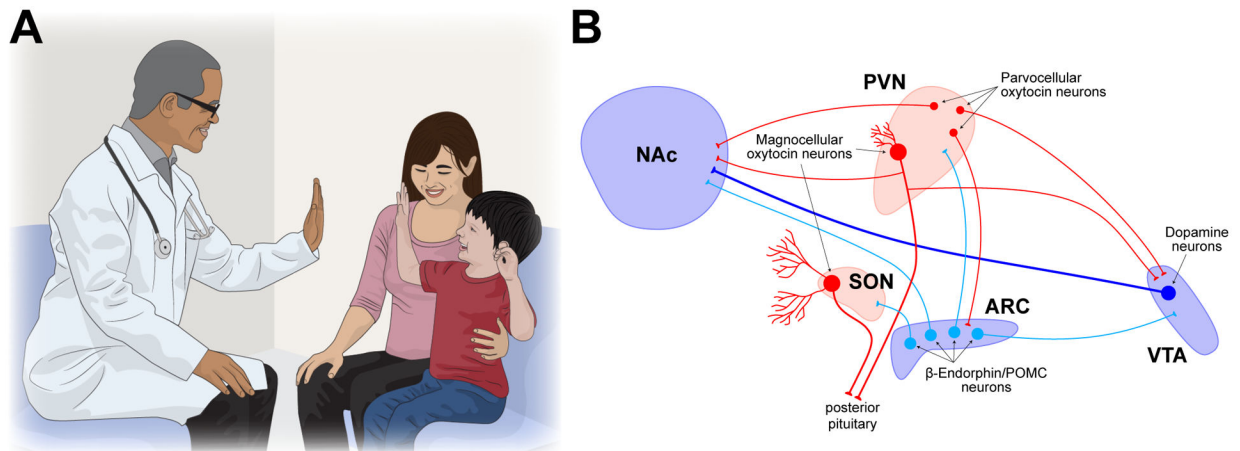 A
B
PVN
Parvocellular
oxytocin neurons
Magnocellular
oxytocin neurons
NAc
Dopamine
neurons
SON
ARC
VTA
β-Endorphin/POMC
neurons
posterior
pituitary